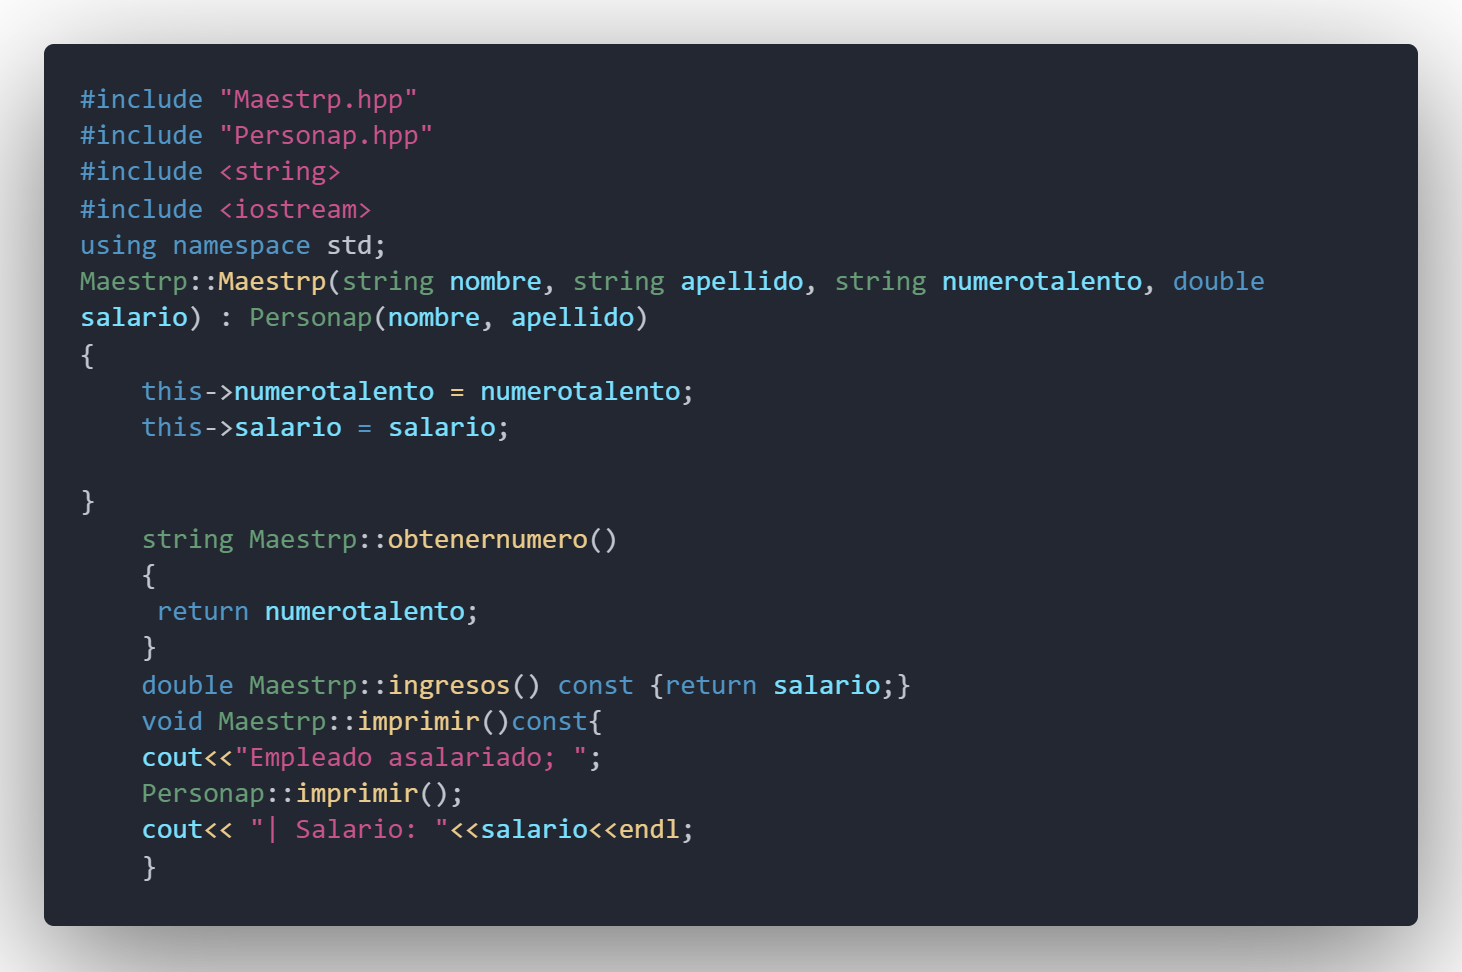 #include "Maestrp.hpp"
#include "Personap.hpp"
#include <string>
#include <iostream>
using namespace std;
Maestrp::Maestrp(string nombre, string apellido, string numerotalento, double
salario) : Personap(nombre, apellido)
{
    this->numerotalento = numerotalento;
    this->salario = salario;

}
    string Maestrp::obtenernumero()
    {
     return numerotalento;
    }
    double Maestrp::ingresos() const {return salario;}
    void Maestrp::imprimir()const{
    cout<<"Empleado asalariado; ";
    Personap::imprimir();
    cout<< "| Salario: "<<salario<<endl;
    }